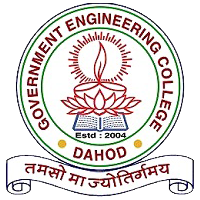 GOVERNMENT ENGINEERING COLLEGE
Estd : 2004
DAHOD
तमसो मा ज्योतिर्गमय